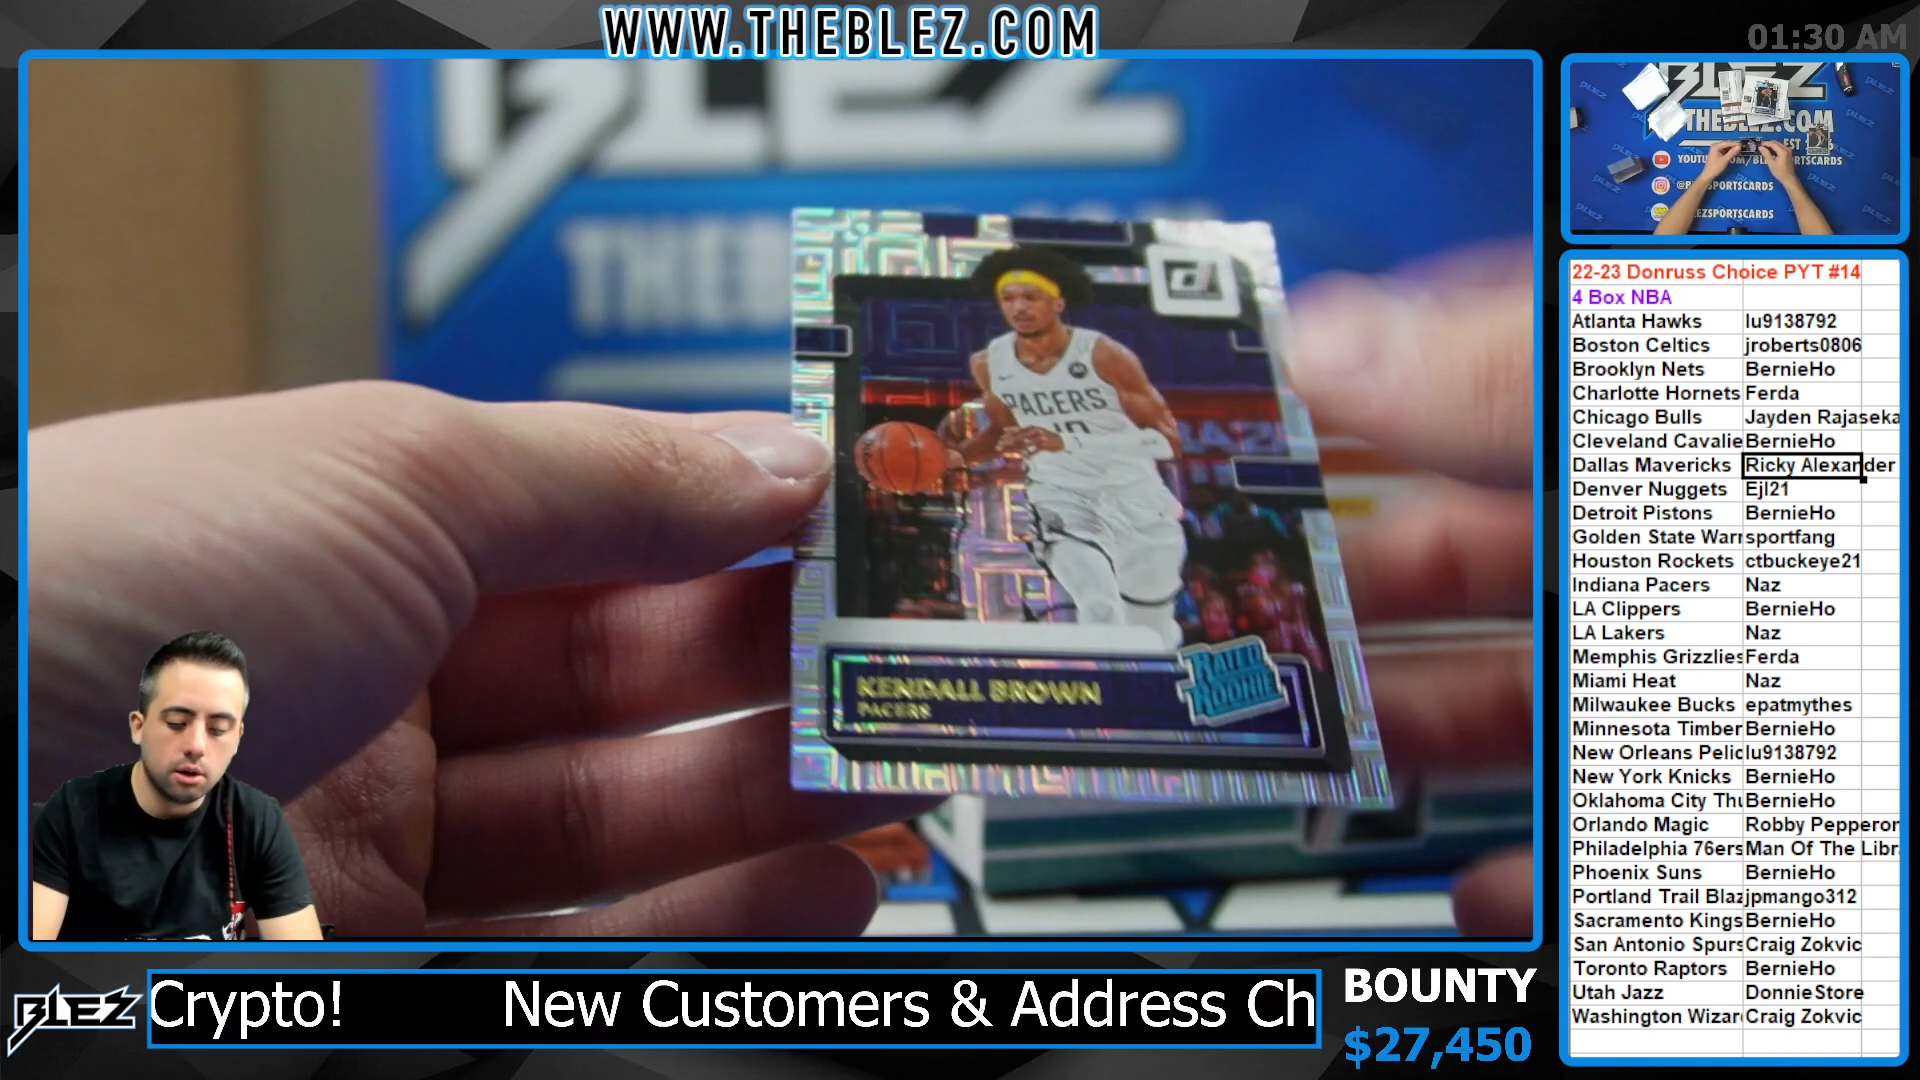 WWW.THEBLEZ.COM
01:30 AM
BLEZ
THEBLEZ.COM
PACERS
KENDALL BROWN
PACERS
RATED
ROOKIE
22-23 Donruss Choice PYT #14
4 Box NBA
Atlanta Hawks lu9138792
Boston Celtics jroberts0806
Brooklyn Nets BernieHo
Charlotte Hornets Ferda
Chicago Bulls Jayden Rajaseka
Cleveland Cavalie BernieHo
Dallas Mavericks Ricky Alexander
Denver Nuggets Ejl21
Detroit Pistons BernieHo
Golden State Warr sportfang
Houston Rockets ctbuckeye21
Indiana Pacers Naz
LA Clippers BernieHo
LA Lakers Naz
Memphis Grizzlies Ferda
Miami Heat Naz
Milwaukee Bucks epatmythes
Minnesota Timber BernieHo
New Orleans Pelic lu9138792
New York Knicks BernieHo
Oklahoma City Thu BernieHo
Orlando Magic Robby Pepperon
Philadelphia 76ers Man Of The Libr
Phoenix Suns BernieHo
Portland Trail Blaz jpmango312
Sacramento Kings BernieHo
San Antonio Spurs Craig Zokvic
Toronto Raptors BernieHo
Utah Jazz DonnieStore
Washington Wizar Craig Zokvic
BLEZ
Crypto! New Customers & Address Ch
BOUNTY
$27,450